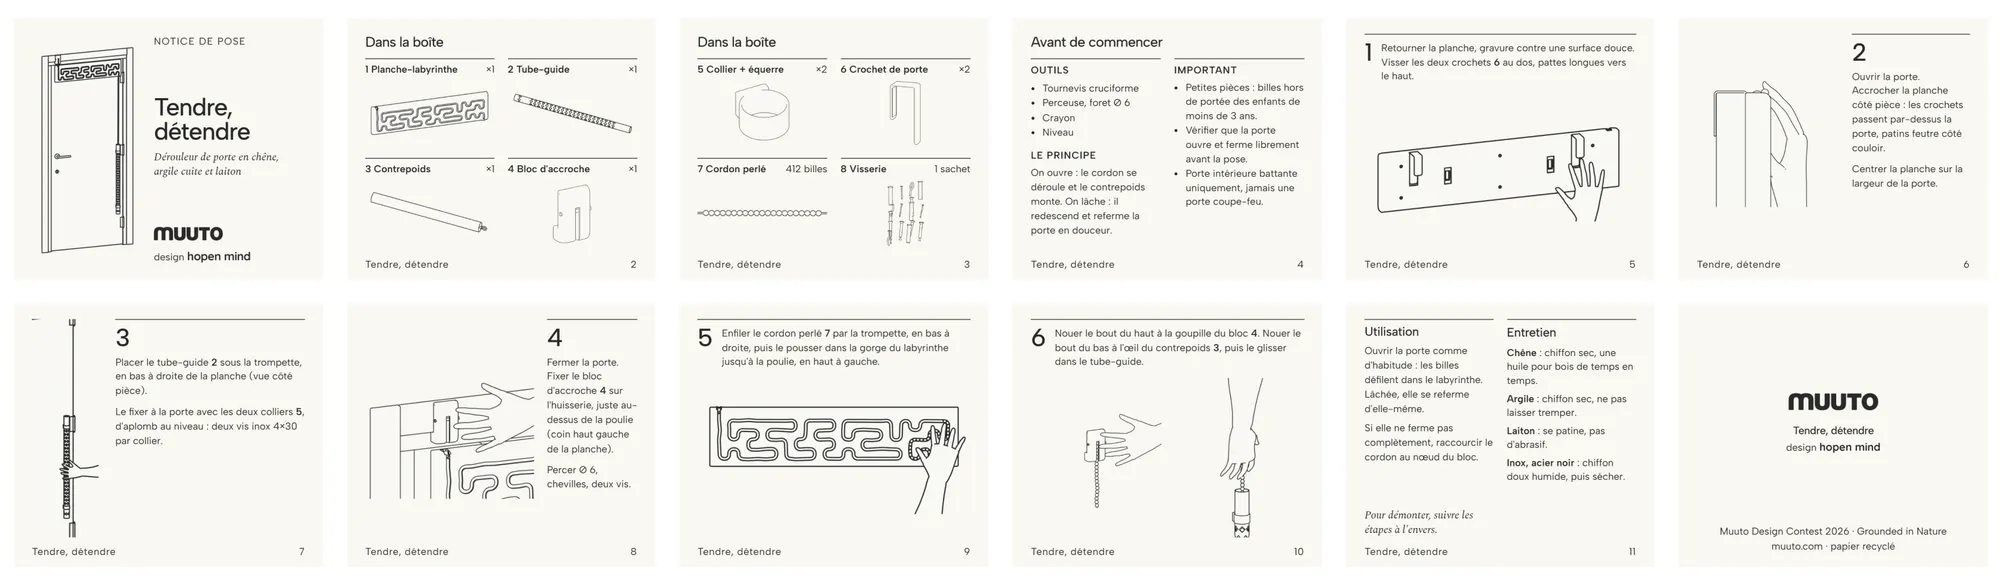 NOTICE DE POSE
Tendre,
détendre
Dérouleur de porte en chêne,
argile cuite et laiton
muuto
design hopen mind
Dans la boîte
1 Planche-labyrinthe ×1
2 Tube-guide ×1
3 Contrepoids ×1
4 Bloc d'accroche ×1
Tendre, détendre 2
Dans la boîte
5 Collier + équerre ×2
6 Crochet de porte ×2
7 Cordon perlé 412 billes
8 Visserie 1 sachet
Tendre, détendre 3
Avant de commencer
OUTILS
• Tournevis cruciforme
• Perceuse, foret ∅ 6
• Crayon
• Niveau
LE PRINCIPE
On ouvre : le cordon se
déroule et le contrepoids
monte. On lâche : il
redescend et referme la
porte en douceur.
IMPORTANT
• Petites pièces : billes hors
de portée des enfants de
moins de 3 ans.
• Vérifier que la porte
ouvre et ferme librement
avant la pose.
• Porte intérieure battante
uniquement, jamais une
porte coupe-feu.
Tendre, détendre 4
1
Retourner la planche, gravure contre une surface douce.
Visser les deux crochets 6 au dos, pattes longues vers
le haut.
Tendre, détendre 5
2
Ouvrir la porte.
Accrocher la planche
côté pièce : les crochets
passent par-dessus la
porte, patins feutre côté
couloir.
Centrer la planche sur la
largeur de la porte.
Tendre, détendre 6
3
Placer le tube-guide 2 sous la trompette,
en bas à droite de la planche (vue côté
pièce).
Le fixer à la porte avec les deux colliers 5,
d'aplomb au niveau : deux vis inox 4×30
par collier.
Tendre, détendre 7
4
Fermer la porte.
Fixer le bloc
d'accroche 4 sur
l'huisserie, juste au-
dessus de la poulie
(coin haut gauche
de la planche).
Percer ∅ 6,
chevilles, deux vis.
Tendre, détendre 8
5
Enfiler le cordon perlé 7 par la trompette, en bas à
droite, puis le pousser dans la gorge du labyrinthe
jusqu'à la poulie, en haut à gauche.
Tendre, détendre 9
6
Nouer le bout du haut à la goupille du bloc 4. Nouer le
bout du bas à l'œil du contrepoids 3, puis le glisser
dans le tube-guide.
Tendre, détendre 10
Utilisation
Ouvrir la porte comme
d'habitude : les billes
défilent dans le labyrinthe.
Lâchée, elle se referme
d'elle-même.
Si elle ne ferme pas
complètement, raccourcir le
cordon au nœud du bloc.
Pour démonter, suivre les
étapes à l'envers.
Entretien
Chêne : chiffon sec, une
huile pour bois de temps en
temps.
Argile : chiffon sec, ne pas
laisser tremper.
Laiton : se patine, pas
d'abrasif.
Inox, acier noir : chiffon
doux humide, puis sécher.
Tendre, détendre 11
muuto
Tendre, détendre
design hopen mind
Muuto Design Contest 2026 · Grounded in Nature
muuto.com · papier recyclé